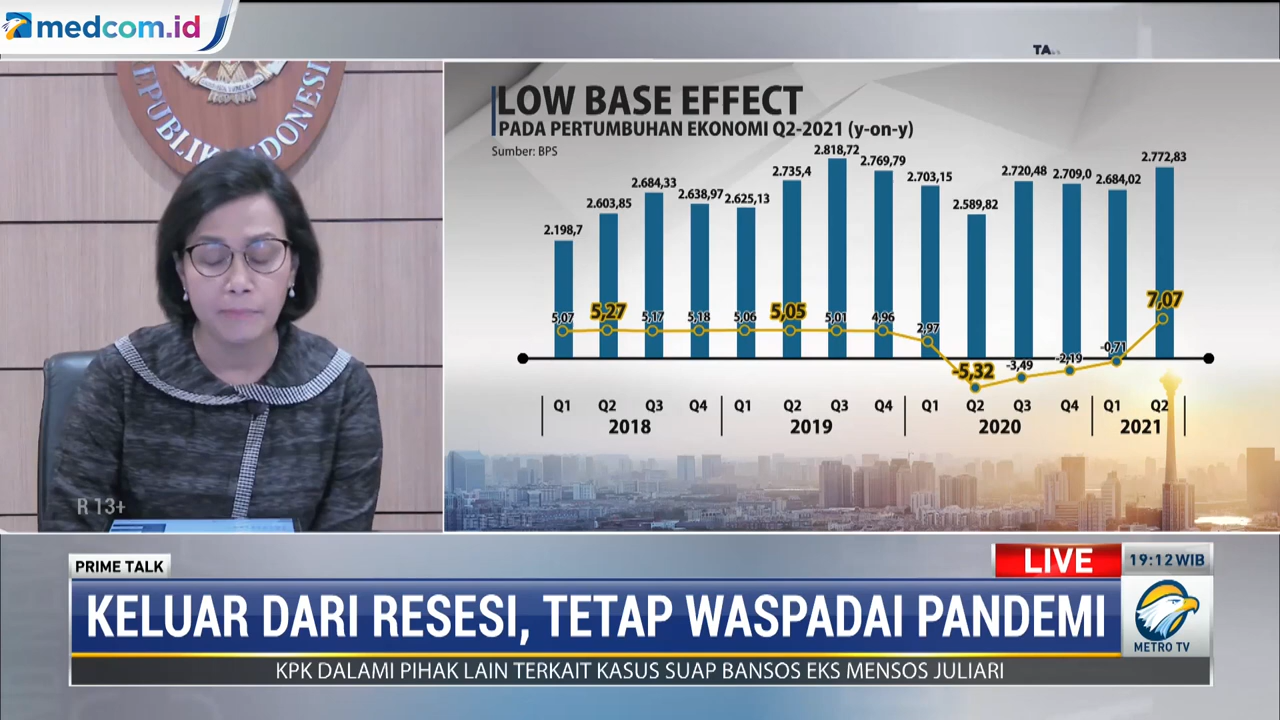 medcom.id
TA
EPUBLIK INDONESI
LOW BASE EFFECT
PADA PERTUMBUHAN EKONOMI Q2-2021 (y-on-y)
Sumber: BPS
2.198,7 2.603,85 2.684,33 2.638,97 2.625,13 2.735,4 2.818,72 2.769,79 2.703,15 2.589,82 2.720,48 2.709,0 2.684,02 2.772,83
5,07 5,27 5,17 5,18 5,06 5,05 5,01 4,96 2,97 -5,32 -3,49 -2,19 -0,71 7,07
Q1 Q2 Q3 Q4 Q1 Q2 Q3 Q4 Q1 Q2 Q3 Q4 Q1 Q2
2018 2019 2020 2021
R 13+
PRIME TALK
LIVE
19:12 WIB
KELUAR DARI RESESI, TETAP WASPADAI PANDEMI
METRO TV
KPK DALAMI PIHAK LAIN TERKAIT KASUS SUAP BANSOS EKS MENSOS JULIARI